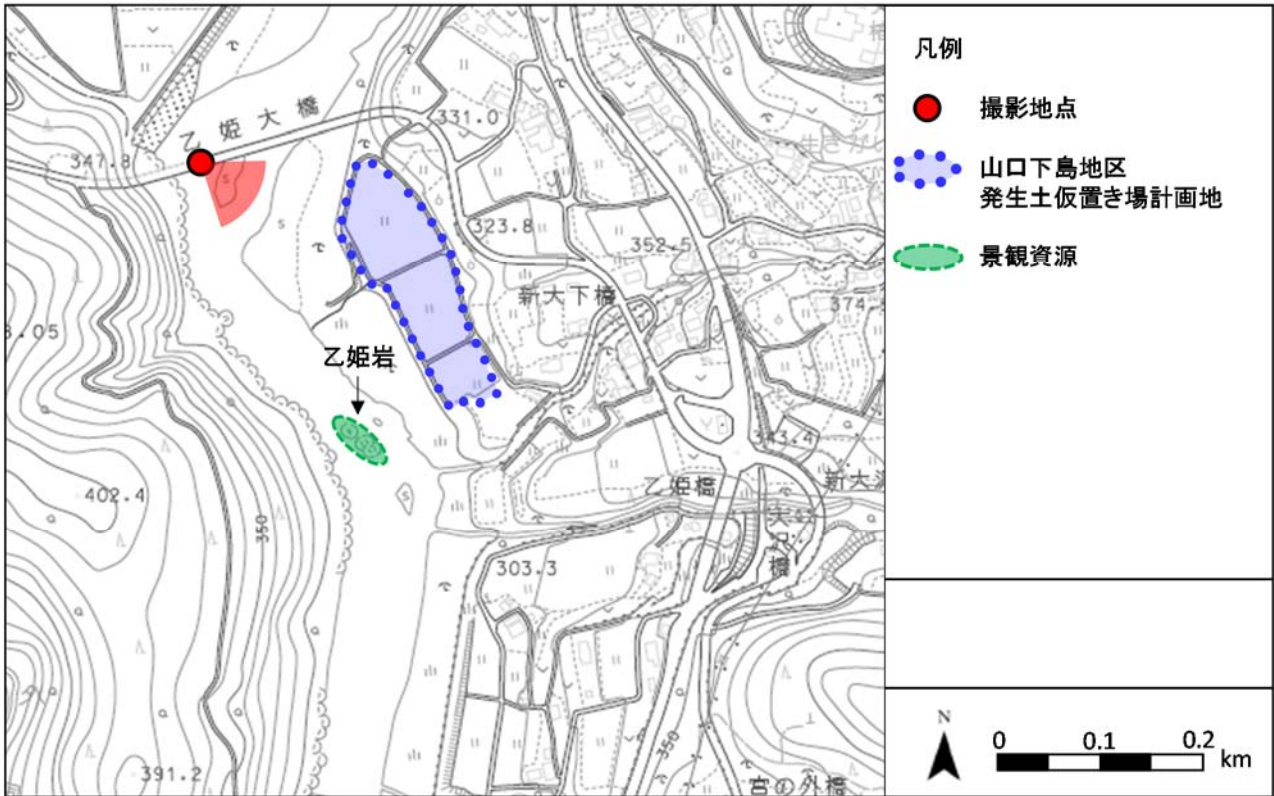 凡例
撮影地点
山口下島地区
発生土仮置き場計画地
景観資源
乙姫大橋
347.8
331.0
323.8
352.5
新大下橋
374.
8.05
乙姫岩
343.4
402.4
350
乙姫橋
新大
大沢橋
303.3
391.2
350
宮の外橋
N
0 0.1 0.2 km